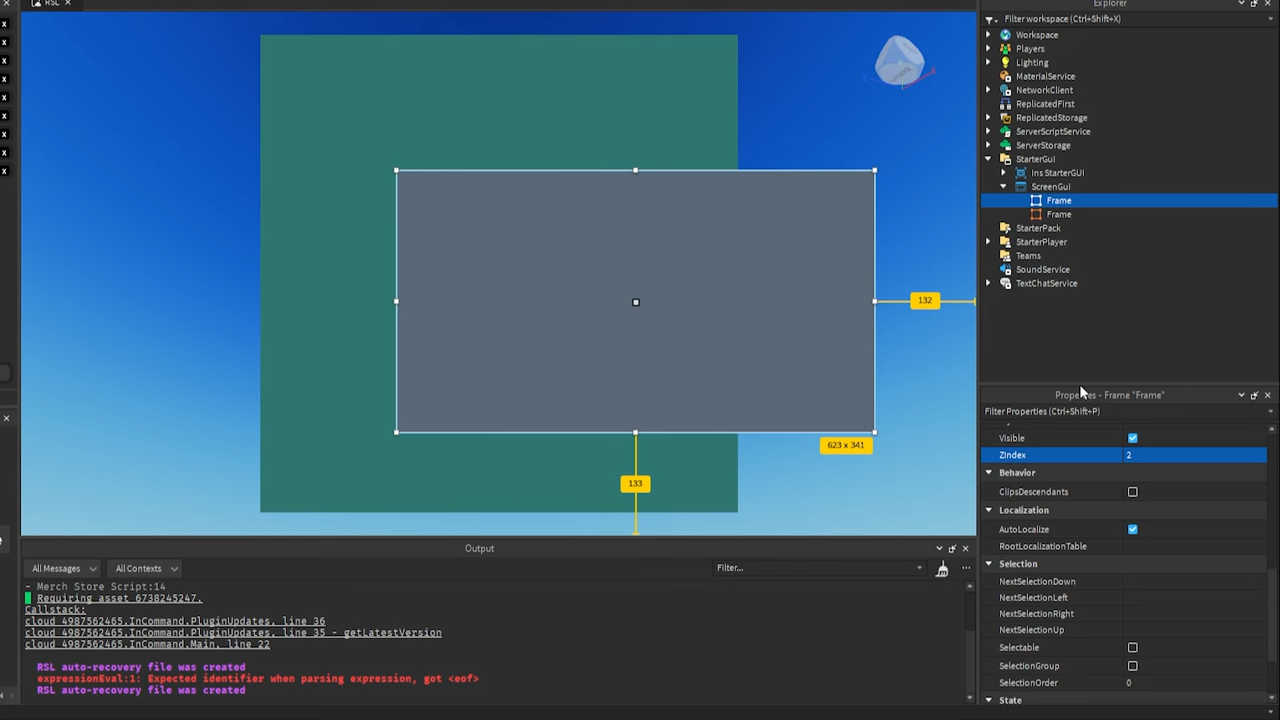 RSL x
Explorer
Filter workspace (Ctrl+Shift+X)
Workspace
Players
Lighting
MaterialService
NetworkClient
ReplicatedFirst
ReplicatedStorage
ServerScriptService
ServerStorage
StarterGui
Ins StarterGUI
ScreenGui
Frame
Frame
StarterPack
StarterPlayer
Teams
SoundService
TextChatService
132
623 x 341
133
Properties - Frame "Frame"
Filter Properties (Ctrl+Shift+P)
Visible
ZIndex 2
Behavior
ClipsDescendants
Localization
AutoLocalize
RootLocalizationTable
Selection
NextSelectionDown
NextSelectionLeft
NextSelectionRight
NextSelectionUp
Selectable
SelectionGroup
SelectionOrder 0
State
Output
All Messages All Contexts Filter...
- Merch Store Script:14
Requiring asset 6738245247.
Callstack:
cloud_4987562465.InCommand.PluginUpdates, line 36
cloud_4987562465.InCommand.PluginUpdates, line 35 - getLatestVersion
cloud_4987562465.InCommand.Main, line 22
RSL auto-recovery file was created
expressionEval:1: Expected identifier when parsing expression, got <eof>
RSL auto-recovery file was created